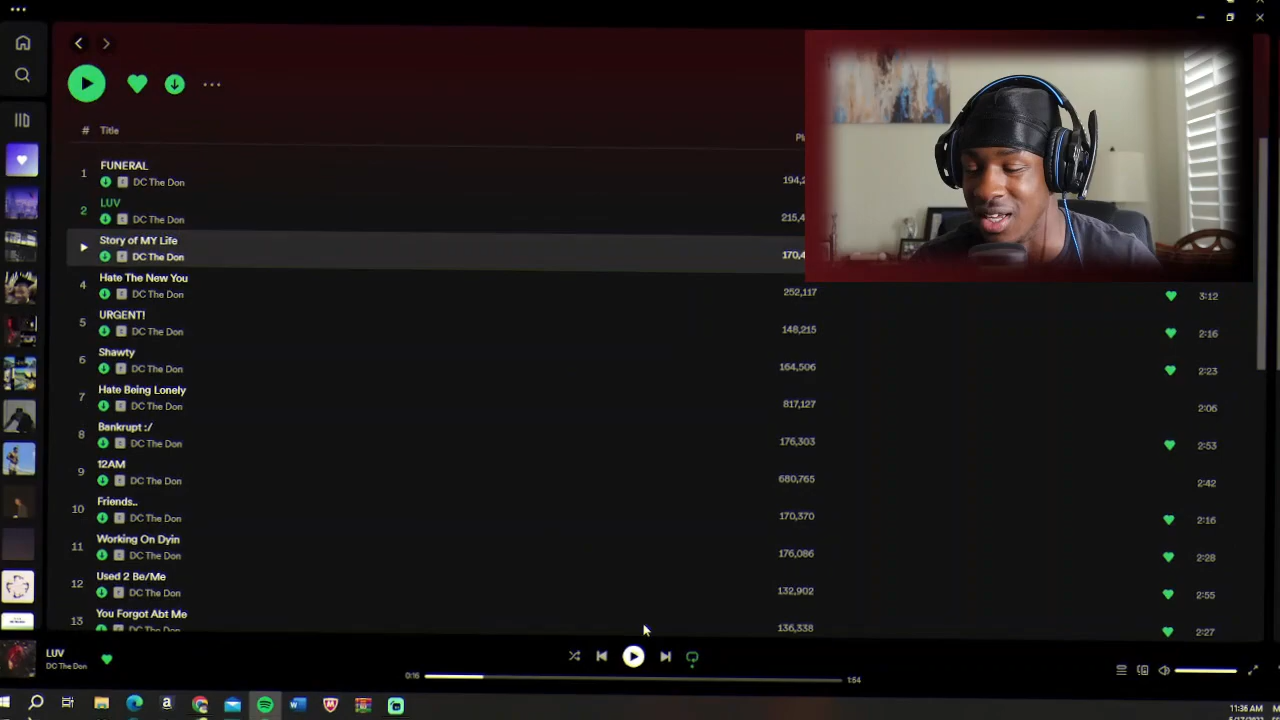 # Title
1 FUNERAL
E DC The Don
2 LUV 215,4
E DC The Don
Story of MY Life 170,4
E DC The Don
4 Hate The New You 252,117 3:12
E DC The Don
5 URGENT! 148,215 2:16
E DC The Don
6 Shawty 164,506 2:23
E DC The Don
7 Hate Being Lonely 817,127 2:06
E DC The Don
8 Bankrupt :/ 176,303 2:53
E DC The Don
9 12AM 680,765 2:42
E DC The Don
10 Friends.. 170,370 2:16
E DC The Don
11 Working On Dyin 176,086 2:28
E DC The Don
12 Used 2 Be/Me 132,902 2:55
E DC The Don
13 You Forgot Abt Me 136,338 2:27
DC The Don
LUV
DC The Don
0:16 1:54
11:36 AM